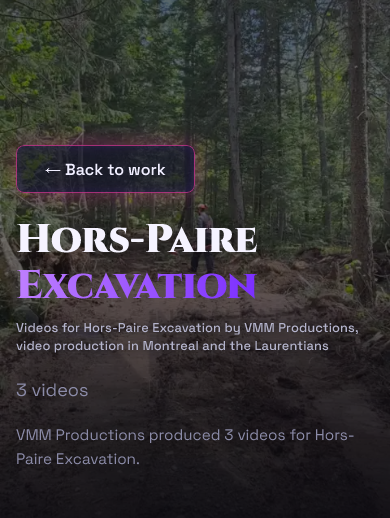 ← Back to work
Hors-Paire
Excavation
Videos for Hors-Paire Excavation by VMM Productions,
video production in Montreal and the Laurentians
3 videos
VMM Productions produced 3 videos for Hors-
Paire Excavation.